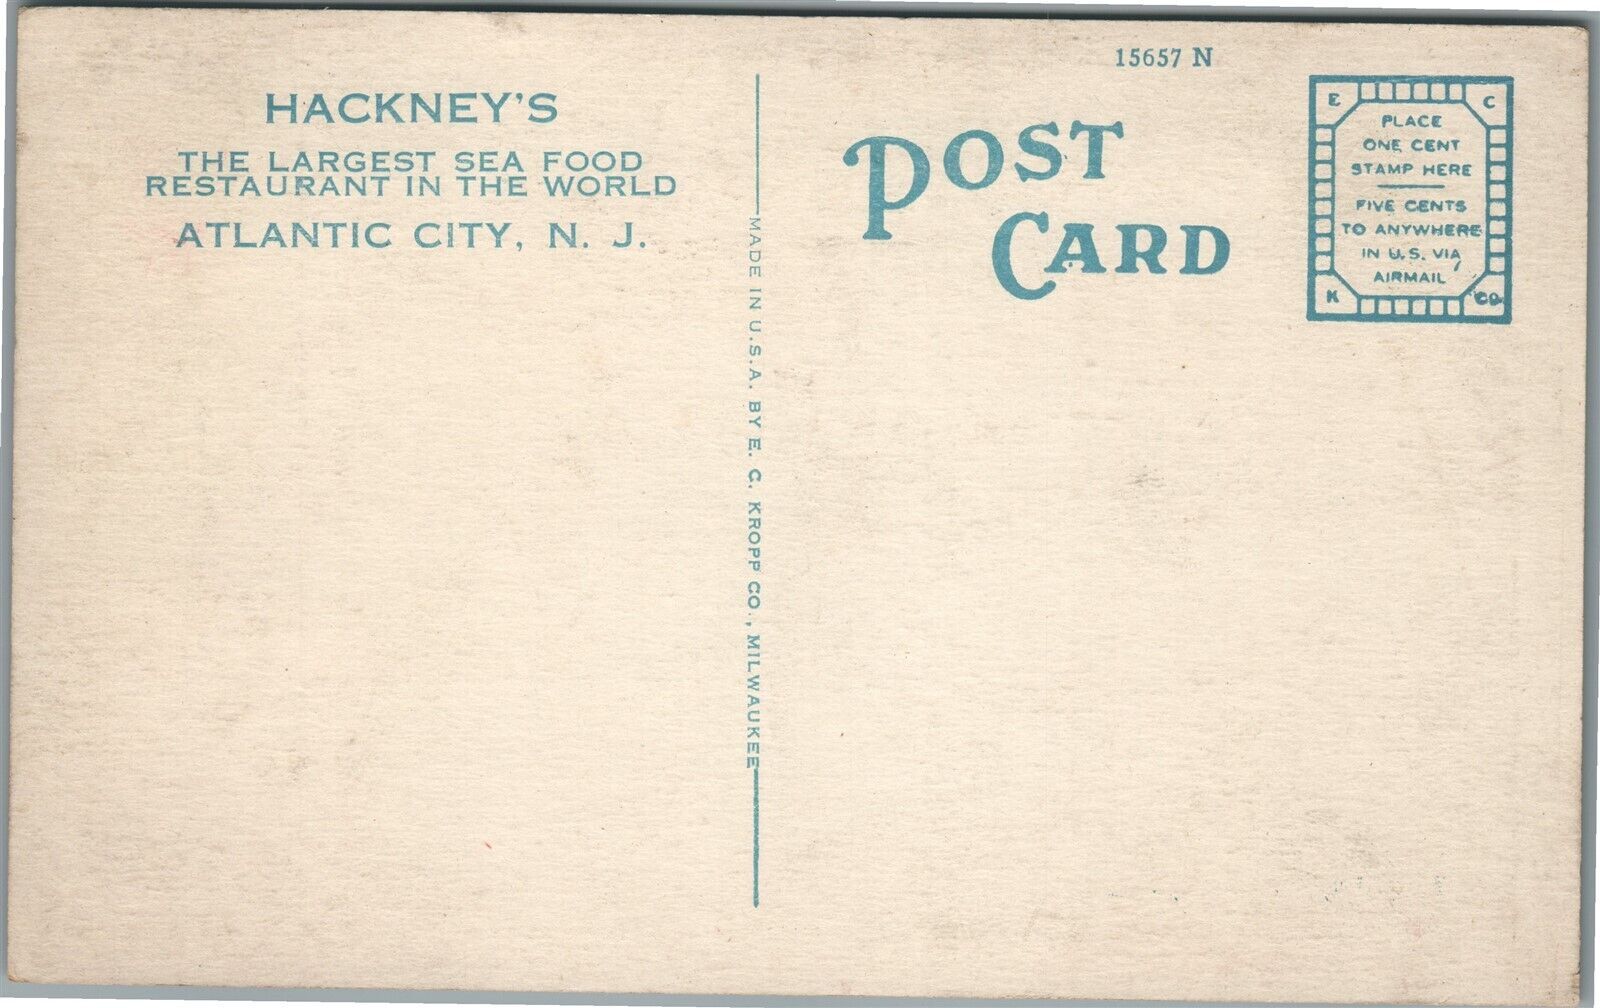 HACKNEY'S
THE LARGEST SEA FOOD
RESTAURANT IN THE WORLD
ATLANTIC CITY, N. J.
MADE IN U.S.A. BY E. C. KROPP CO., MILWAUKEE
15657 N
POST
CARD
E C
PLACE
ONE CENT
STAMP HERE
FIVE CENTS
TO ANYWHERE
IN U.S. VIA
AIRMAIL
K CO.